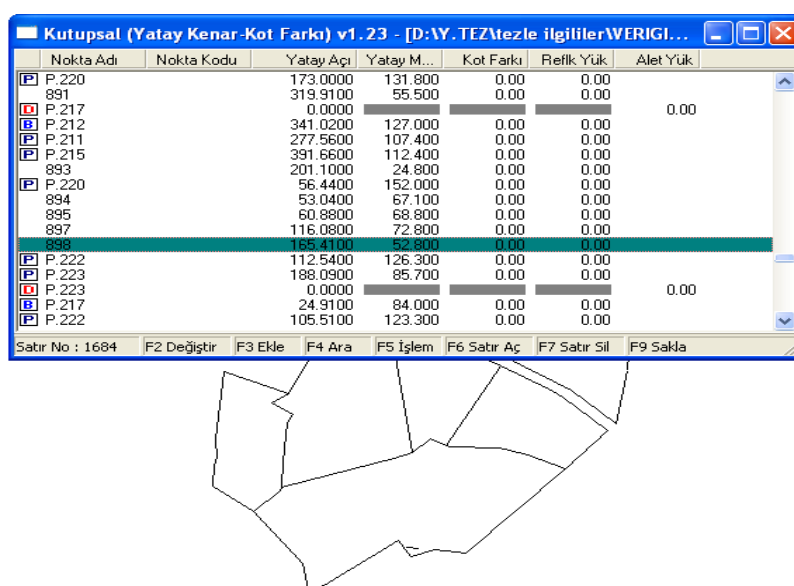 Kutupsal (Yatay Kenar-Kot Farkı) v1.23 - [D:\Y.TEZ\tezle ilgililer\VERIGI...
Nokta Adı Nokta Kodu Yatay Açı Yatay M... Kot Farkı Reflk Yük Alet Yük
P P.220 173.0000 131.800 0.00 0.00
891 319.9100 55.500 0.00 0.00
D P.217 0.0000 0.00
B P.212 341.0200 127.000 0.00 0.00
P P.211 277.5600 107.400 0.00 0.00
P P.215 391.6600 112.400 0.00 0.00
893 201.1000 24.800 0.00 0.00
P P.220 56.4400 152.000 0.00 0.00
894 53.0400 67.100 0.00 0.00
895 60.8800 68.800 0.00 0.00
897 116.0800 72.800 0.00 0.00
898 165.4100 52.800 0.00 0.00
P P.222 112.5400 126.300 0.00 0.00
P P.223 188.0900 85.700 0.00 0.00
D P.223 0.0000 0.00
B P.217 24.9100 84.000 0.00 0.00
P P.222 105.5100 123.300 0.00 0.00
Satır No : 1684 F2 Değiştir F3 Ekle F4 Ara F5 İşlem F6 Satır Aç F7 Satır Sil F9 Sakla